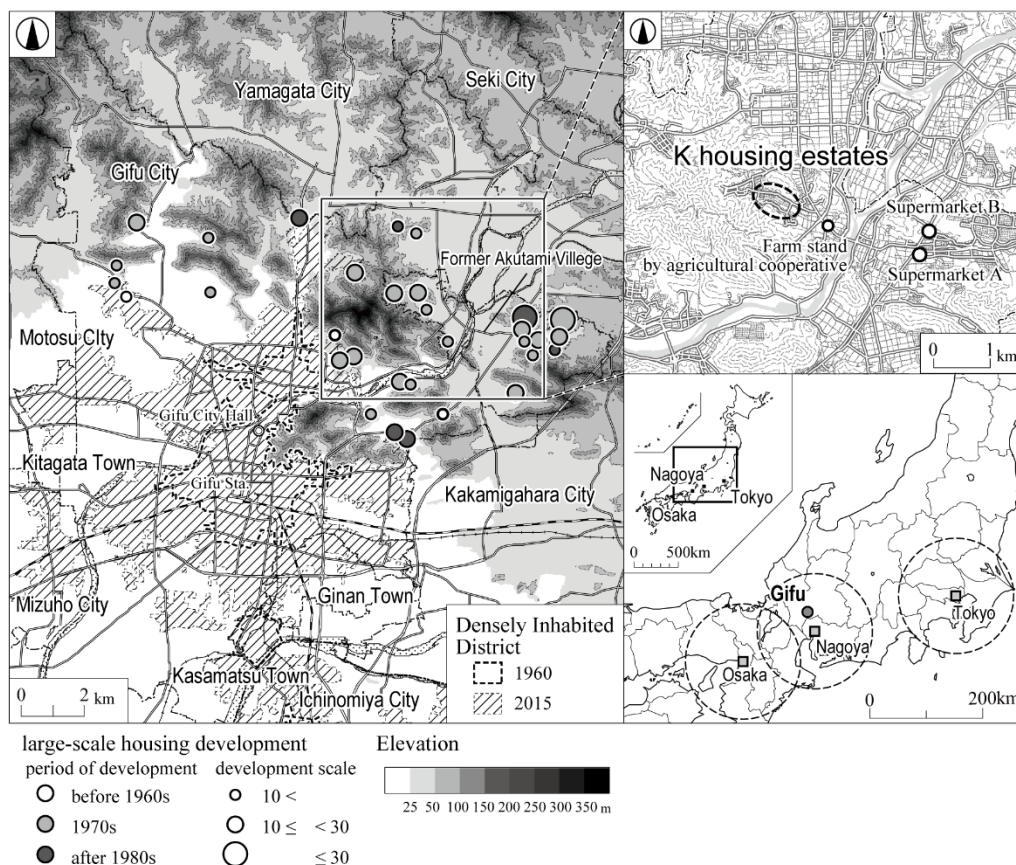 Yamagata City
Seki City
Gifu City
Former Akutami Villege
Motosu CIty
Gifu City Hall
Kitagata Town
Gifu Sta.
Kakamigahara City
Mizuho City
Ginan Town
Kasamatsu Town
Ichinomiya City
0 2 km
Densely Inhabited
District
1960
2015
K housing estates
Supermarket B
Farm stand
by agricultural cooperative
Supermarket A
0 1 km
Nagoya
Tokyo
Osaka
0 500km
Gifu
Tokyo
Nagoya
Osaka
0 200km
large-scale housing development
period of development
before 1960s
1970s
after 1980s
development scale
10 <
10 ≤ < 30
≤ 30
Elevation
25 50 100 150 200 250 300 350 m